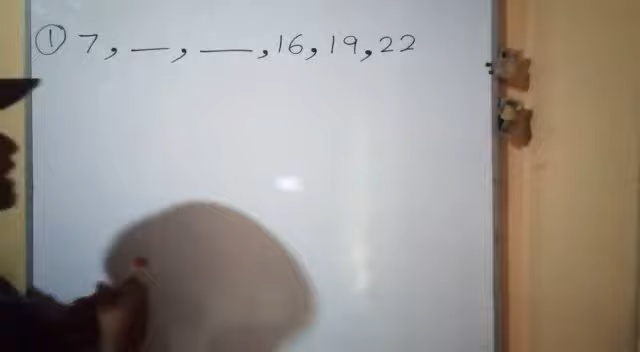 ① 7, __, __, 16, 19, 22